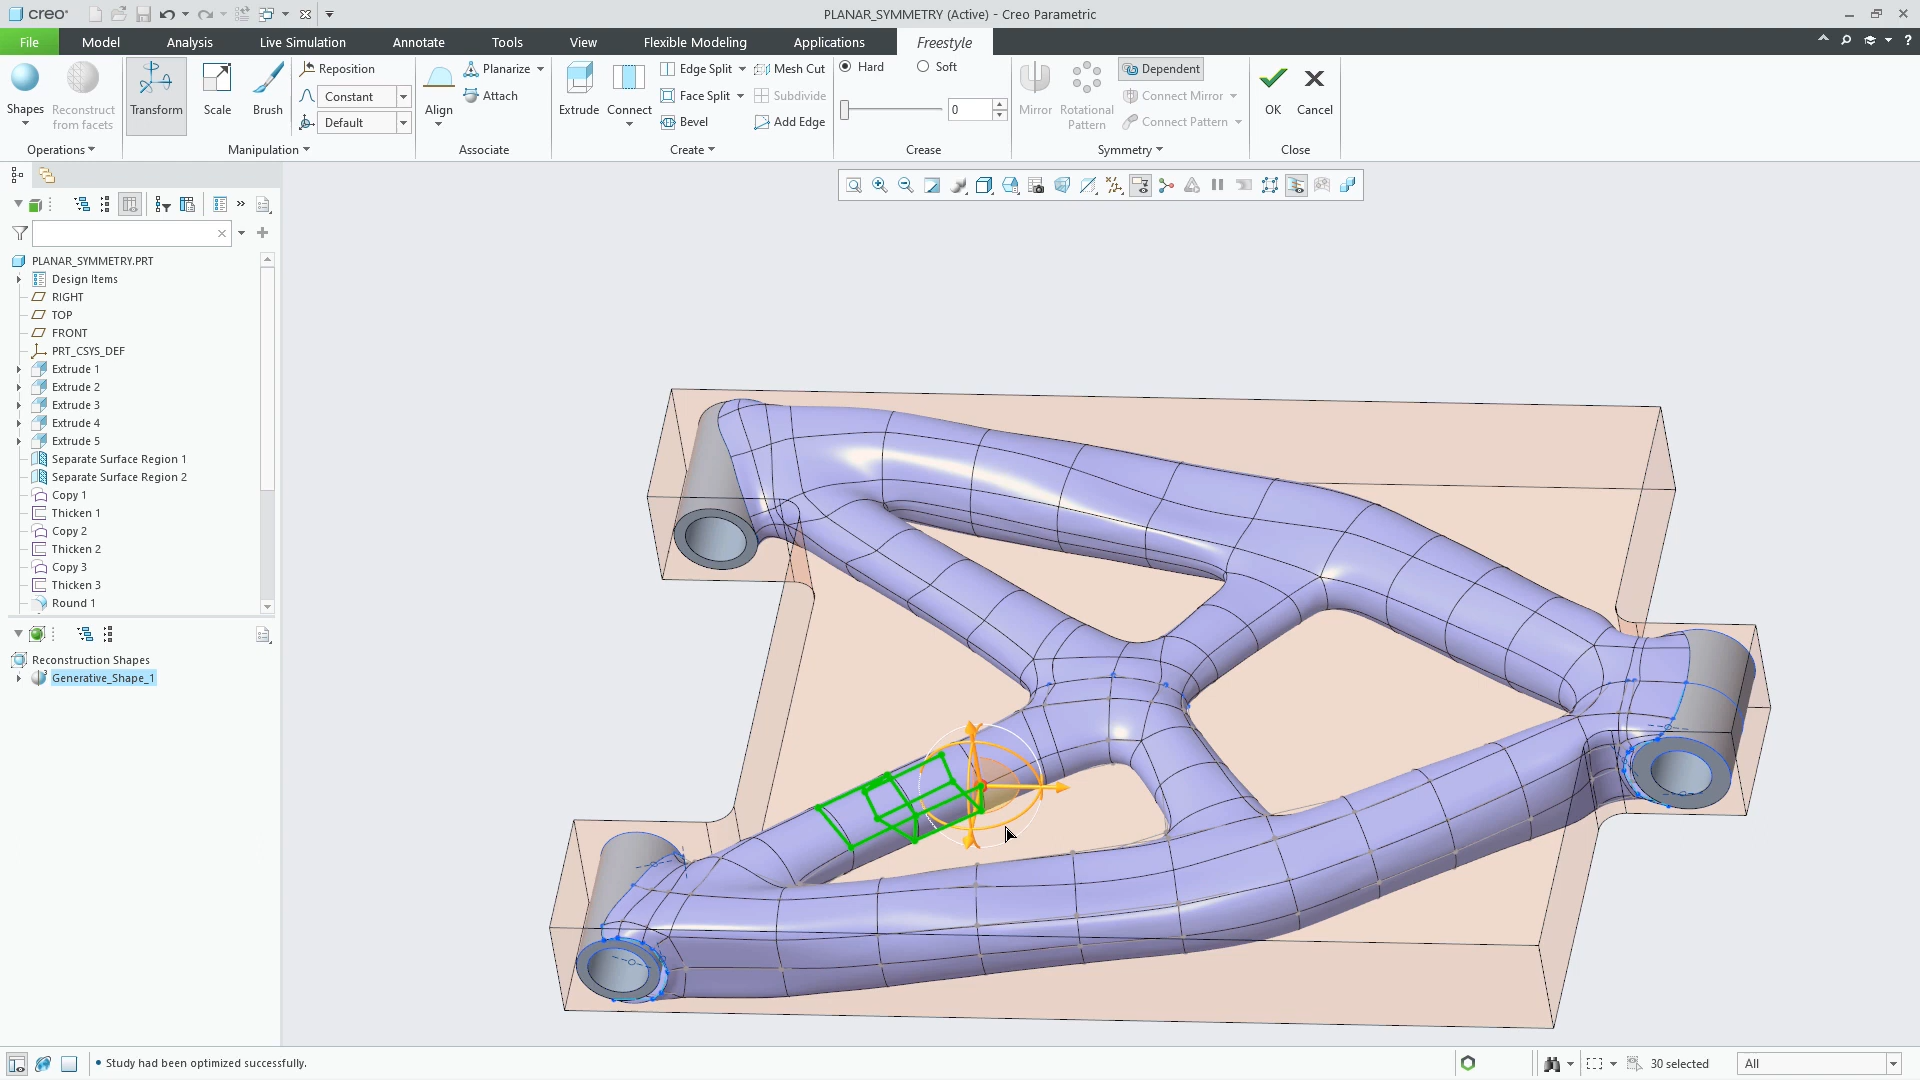 creo
PLANAR_SYMMETRY (Active) - Creo Parametric
File Model Analysis Live Simulation Annotate Tools View Flexible Modeling Applications Freestyle
Shapes
Reconstruct from facets
Operations
Transform
Scale
Brush
Reposition
Constant
Default
Manipulation
Align
Planarize
Attach
Associate
Extrude
Connect
Edge Split
Face Split
Bevel
Mesh Cut
Subdivide
Add Edge
Create
Hard
Soft
0
Crease
Mirror
Rotational Pattern
Dependent
Connect Mirror
Connect Pattern
Symmetry
OK
Cancel
Close
PLANAR_SYMMETRY.PRT
Design Items
RIGHT
TOP
FRONT
PRT_CSYS_DEF
Extrude 1
Extrude 2
Extrude 3
Extrude 4
Extrude 5
Separate Surface Region 1
Separate Surface Region 2
Copy 1
Thicken 1
Copy 2
Thicken 2
Copy 3
Thicken 3
Round 1
Reconstruction Shapes
Generative_Shape_1
• Study had been optimized successfully.
30 selected
All